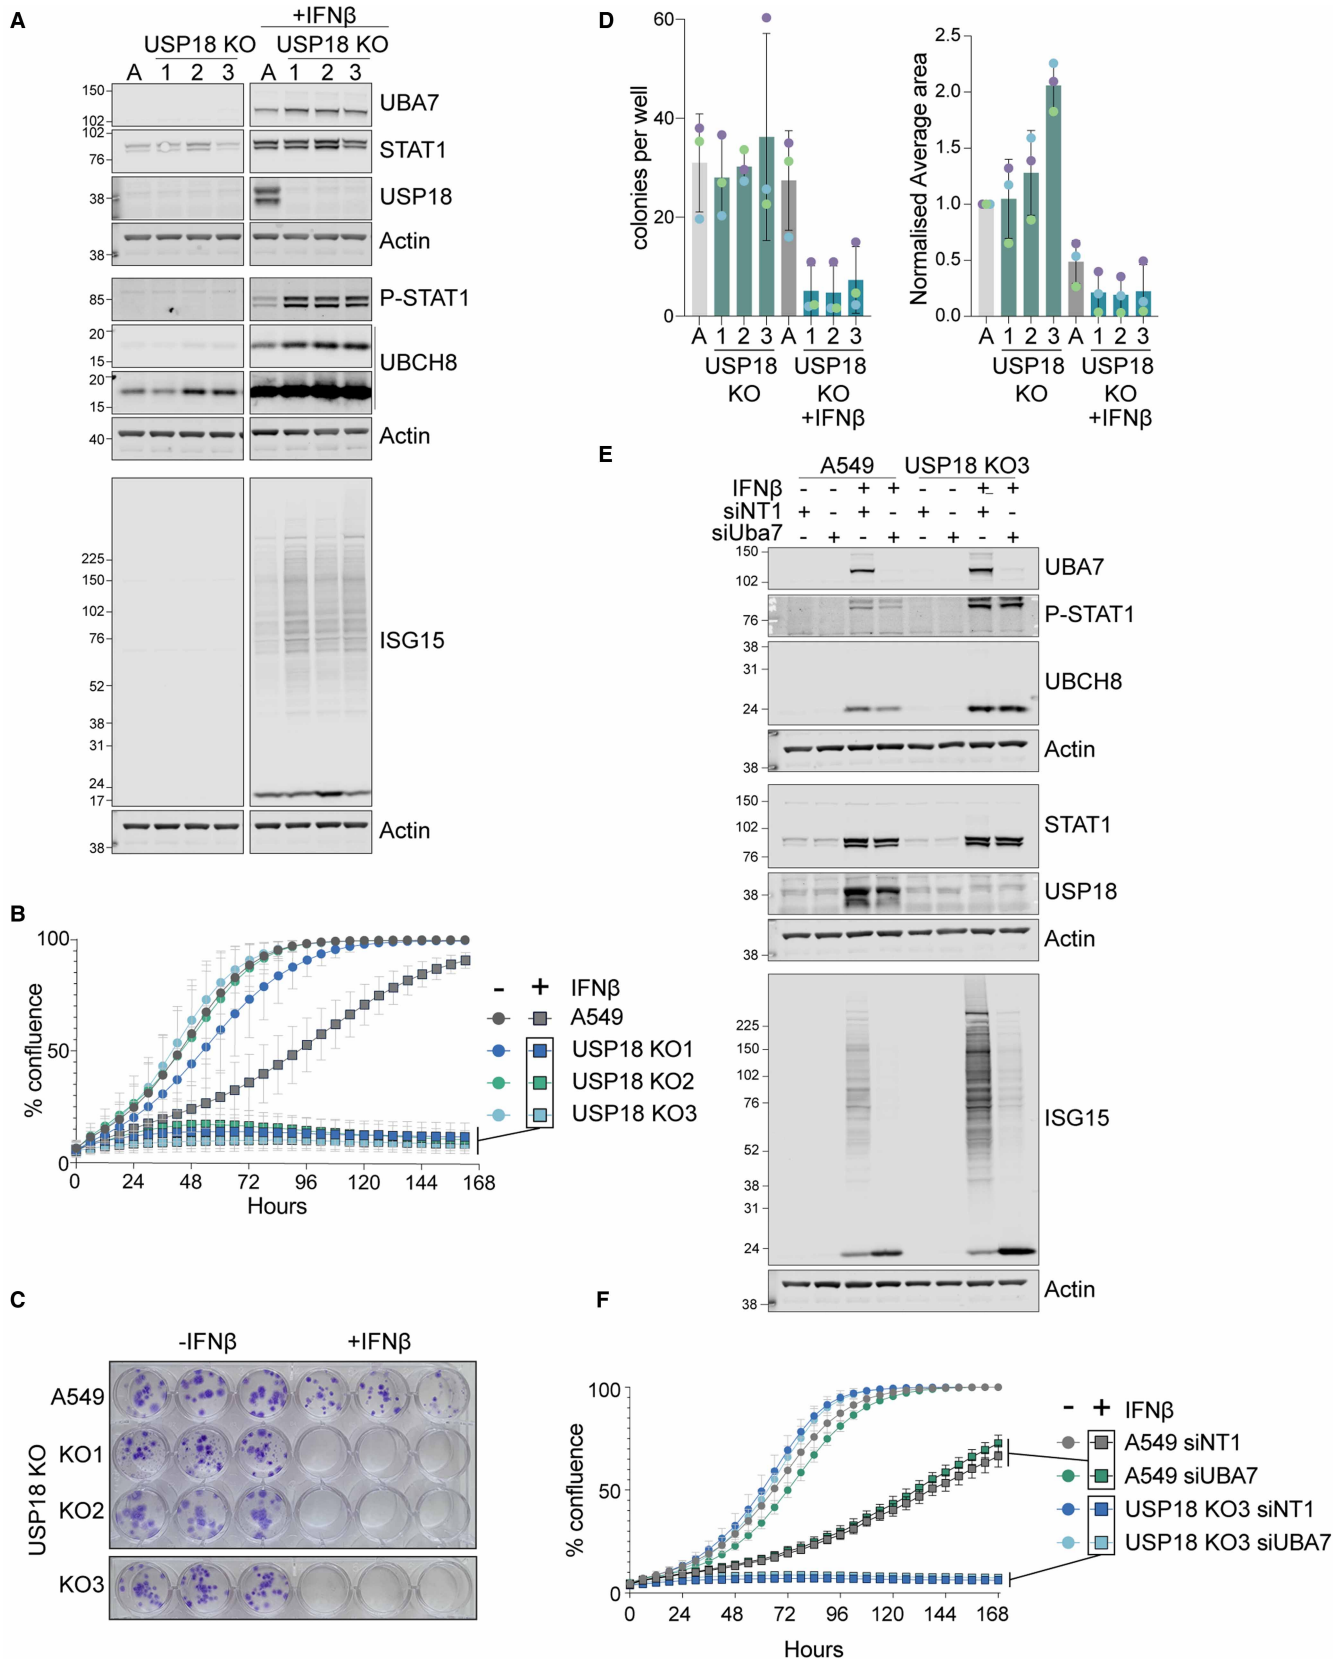 A
+IFNβ
USP18 KO USP18 KO
A 1 2 3 A 1 2 3
150
102
UBA7
102
76
STAT1
38
USP18
38
Actin
85
P-STAT1
20
15
UBCH8
20
15
40
Actin
225
150
102
76
52
38
31
24
17
ISG15
38
Actin
B
100
50
0
% confluence
0 24 48 72 96 120 144 168
Hours
- + IFNβ
A549
USP18 KO1
USP18 KO2
USP18 KO3
C
-IFNβ +IFNβ
A549
KO1
KO2
KO3
USP18 KO
D
60
40
20
0
colonies per well
A 1 2 3 A 1 2 3
USP18 USP18
KO KO
+IFNβ
2.5
2.0
1.5
1.0
0.5
0.0
Normalised Average area
A 1 2 3 A 1 2 3
USP18 USP18
KO KO
+IFNβ
E
A549 USP18 KO3
IFNβ - - + + - - + +
siNT1 + - + - + - + -
siUba7 - + - + - + - +
150
102
UBA7
76
P-STAT1
38
31
24
UBCH8
38
Actin
150
102
76
STAT1
38
USP18
38
Actin
225
150
102
76
52
38
31
24
ISG15
38
Actin
F
100
50
0
% confluence
0 24 48 72 96 120 144 168
Hours
- + IFNβ
A549 siNT1
A549 siUBA7
USP18 KO3 siNT1
USP18 KO3 siUBA7